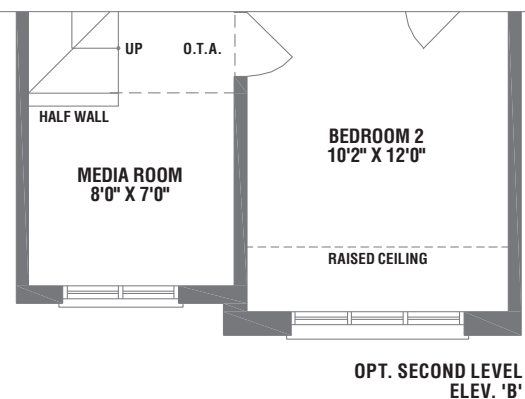 UP
O.T.A.
HALF WALL
MEDIA ROOM
8'0" X 7'0"
BEDROOM 2
10'2" X 12'0"
RAISED CEILING
OPT. SECOND LEVEL
ELEV. 'B'